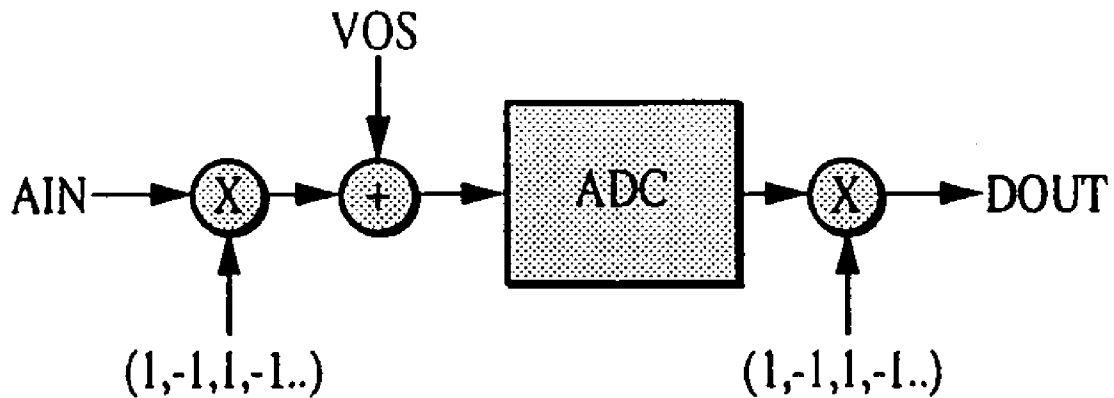 VOS
AIN
X
+
ADC
X
DOUT
(1,-1,1,-1..)
(1,-1,1,-1..)